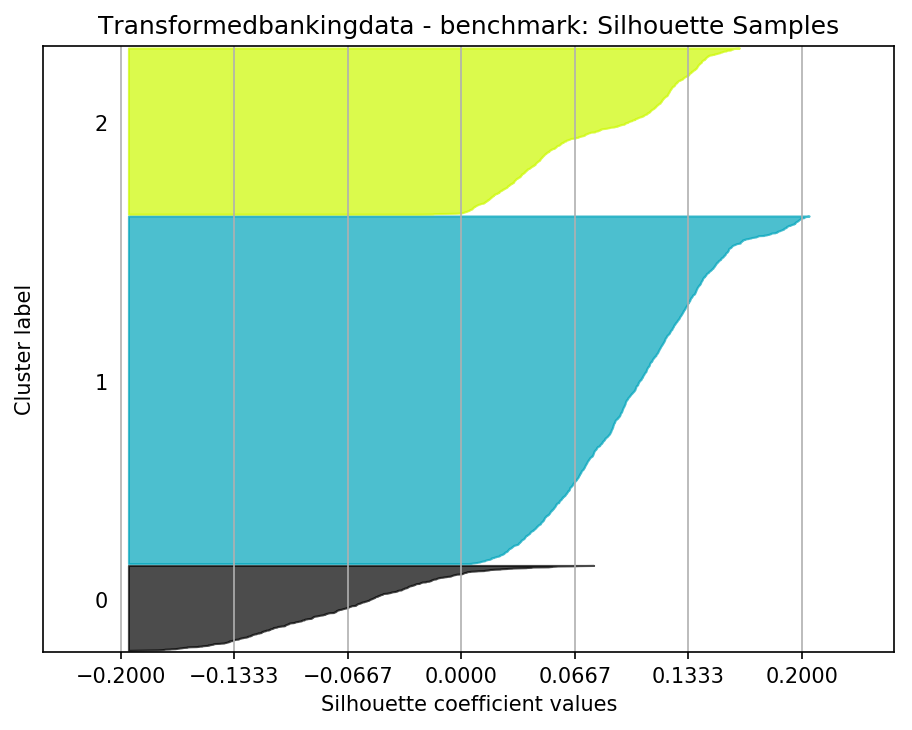 Transformedbankingdata - benchmark: Silhouette Samples
2
1
0
Cluster label
−0.2000 −0.1333 −0.0667 0.0000 0.0667 0.1333 0.2000
Silhouette coefficient values